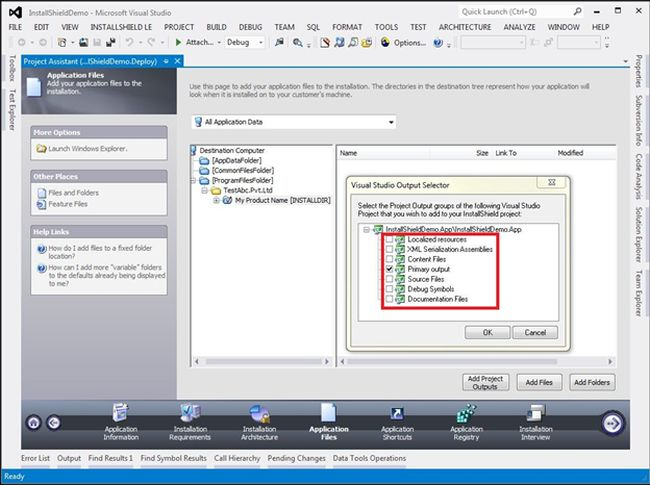 InstallShieldDemo - Microsoft Visual Studio
Quick Launch (Ctrl+Q)
FILE EDIT VIEW INSTALLSHIELD LE PROJECT BUILD DEBUG TEAM SQL FORMAT TOOLS TEST ARCHITECTURE ANALYZE WINDOW HELP
Attach... Debug Options...
Toolbox
Test Explorer
Project Assistant (...lShieldDemo.Deploy)
Application Files
Add your application files to the installation.
More Options
Launch Windows Explorer.
Other Places
Files and Folders
Feature Files
Help Links
How do I add files to a fixed folder location?
How can I add more "variable" folders to the defaults already being displayed to me?
Use this page to add your application files to the installation. The directories in the destination tree represent how your application will
look when it is installed on to your customer's machine.
All Application Data
Destination Computer
[AppDataFolder]
[CommonFilesFolder]
[ProgramFilesFolder]
TestAbc.Pvt.Ltd
My Product Name [INSTALLDIR]
Name Size Link To Modified
Visual Studio Output Selector
Select the Project Output groups of the following Visual Studio
Project that you wish to add to your InstallShield project:
InstallShieldDemo.App\InstallShieldDemo.App
Localized resources
XML Serialization Assemblies
Content Files
Primary output
Source Files
Debug Symbols
Documentation Files
OK
Cancel
Add Project Outputs
Add Files
Add Folders
Properties
Subversion Info
Code Analysis
Solution Explorer
Team Explorer
Application Information
Installation Requirements
Installation Architecture
Application Files
Application Shortcuts
Application Registry
Installation Interview
Error List Output Find Results 1 Find Symbol Results Call Hierarchy Pending Changes Data Tools Operations
Ready